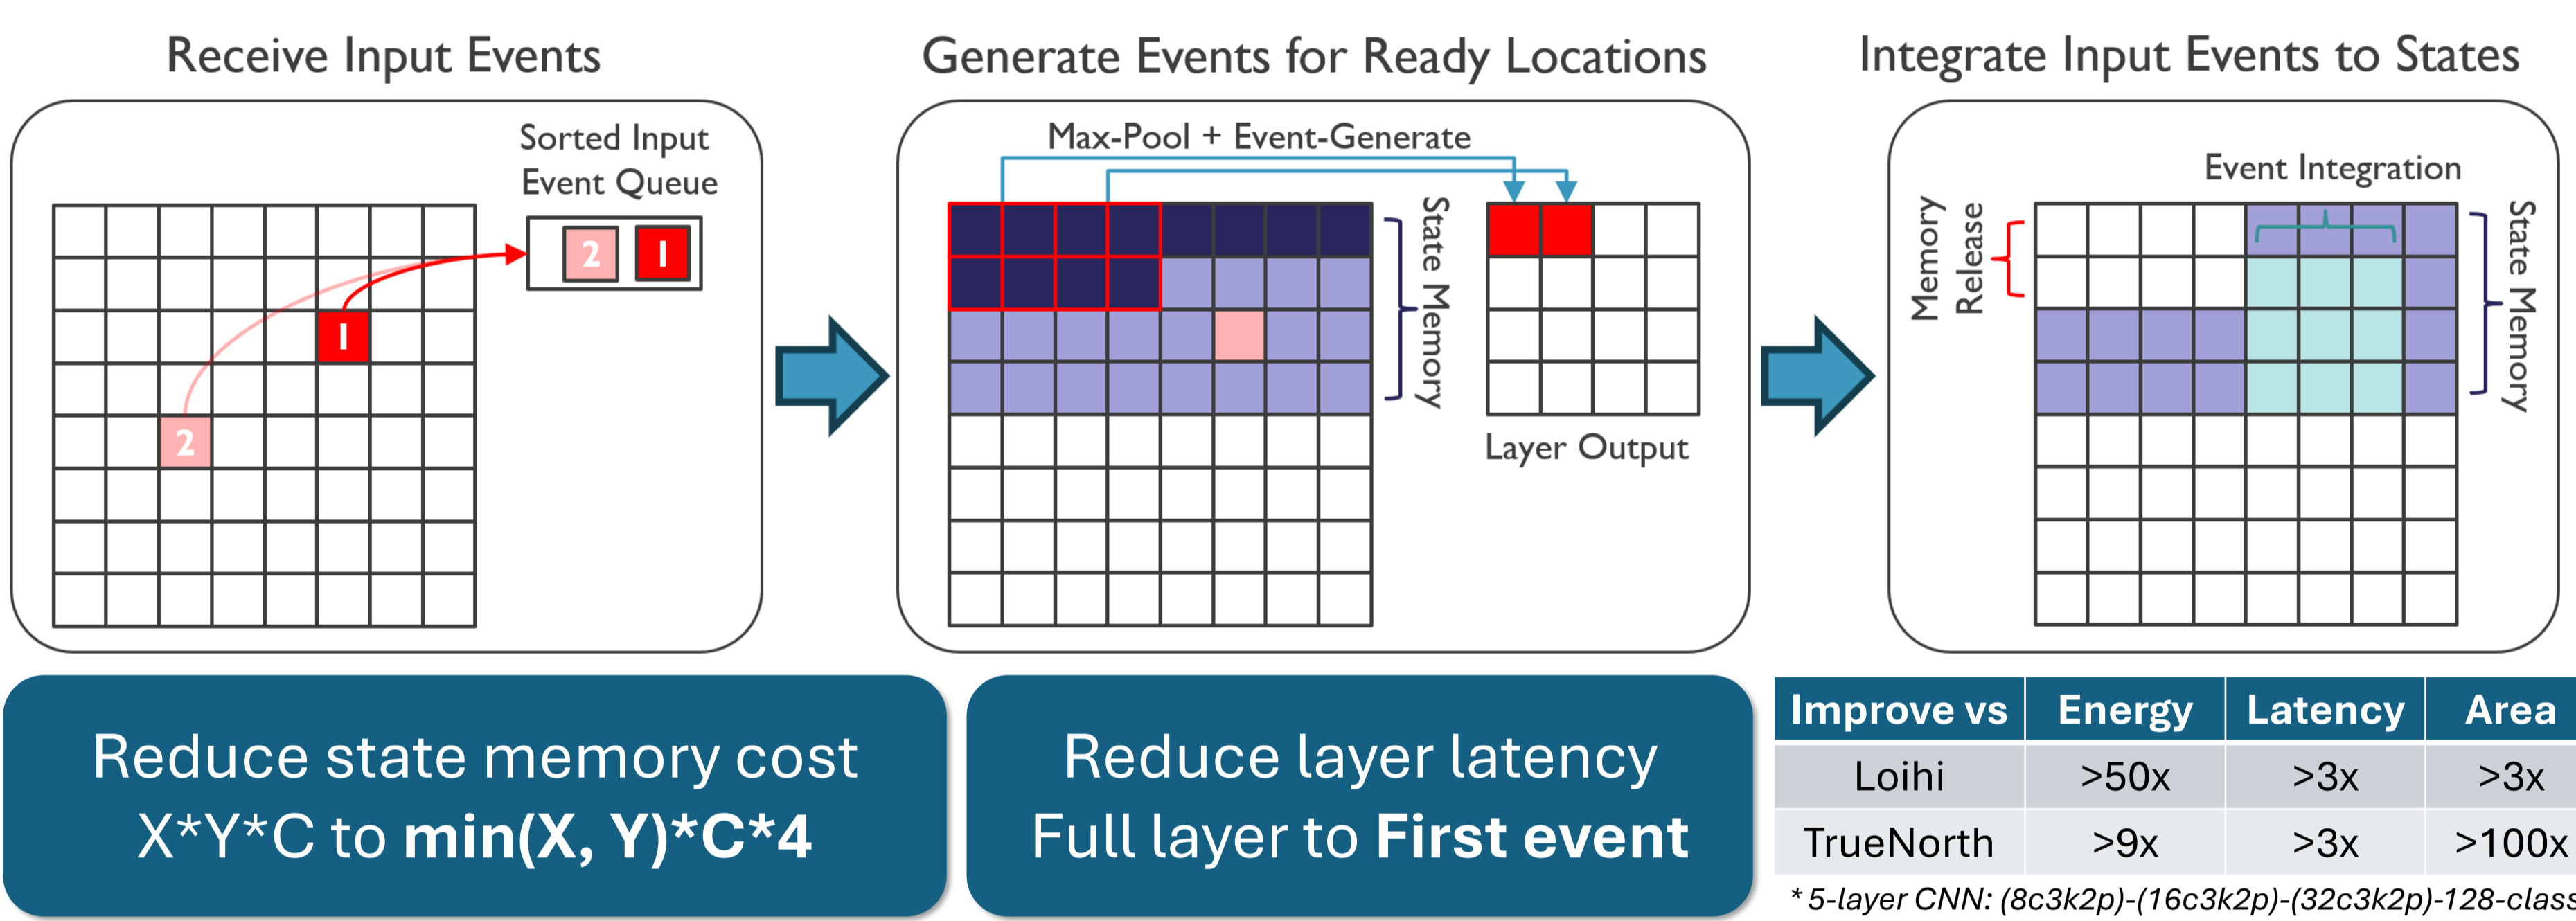 Receive Input Events
Sorted Input
Event Queue
2 1
1
2
Generate Events for Ready Locations
Max-Pool + Event-Generate
State Memory
Layer Output
Integrate Input Events to States
Event Integration
Memory
Release
State Memory
Reduce state memory cost
X*Y*C to min(X, Y)*C*4
Reduce layer latency
Full layer to First event
Improve vs Energy Latency Area
Loihi >50x >3x >3x
TrueNorth >9x >3x >100x
* 5-layer CNN: (8c3k2p)-(16c3k2p)-(32c3k2p)-128-class